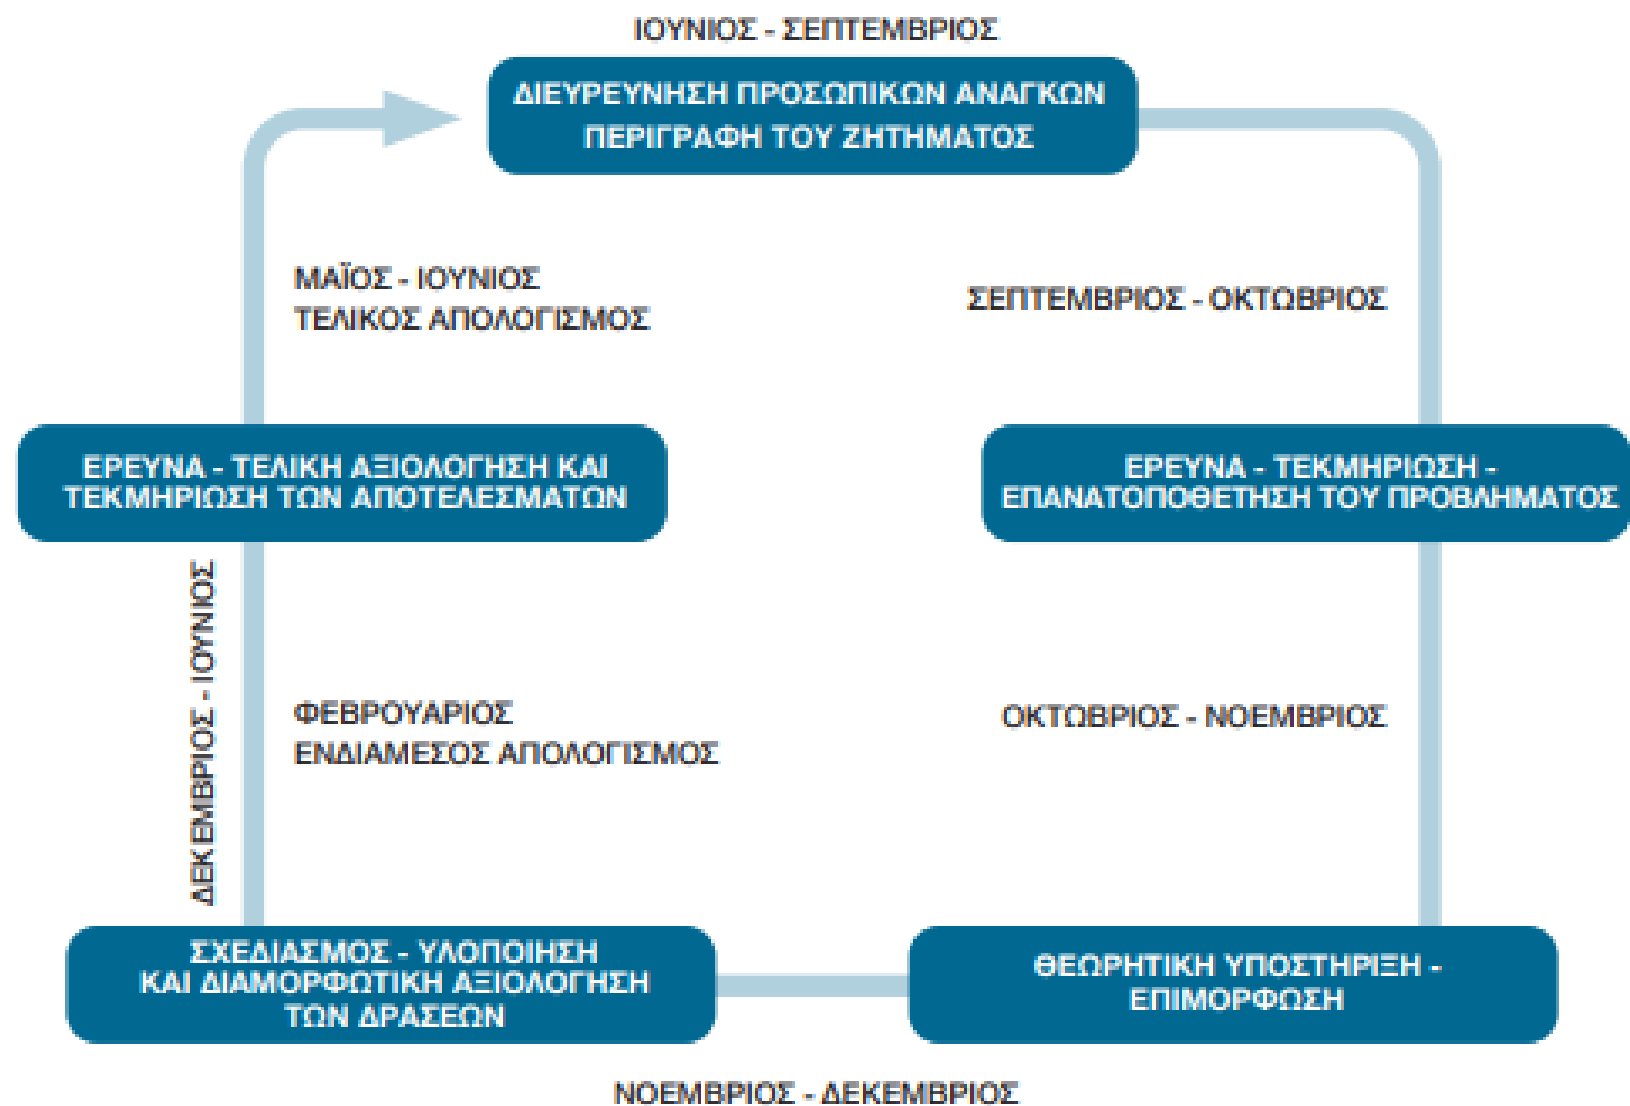 ΙΟΥΝΙΟΣ - ΣΕΠΤΕΜΒΡΙΟΣ
ΔΙΕΥΡΕΥΝΗΣΗ ΠΡΟΣΩΠΙΚΩΝ ΑΝΑΓΚΩΝ
ΠΕΡΙΓΡΑΦΗ ΤΟΥ ΖΗΤΗΜΑΤΟΣ
ΜΑΪΟΣ - ΙΟΥΝΙΟΣ
ΤΕΛΙΚΟΣ ΑΠΟΛΟΓΙΣΜΟΣ
ΣΕΠΤΕΜΒΡΙΟΣ - ΟΚΤΩΒΡΙΟΣ
ΕΡΕΥΝΑ - ΤΕΛΙΚΗ ΑΞΙΟΛΟΓΗΣΗ ΚΑΙ
ΤΕΚΜΗΡΙΩΣΗ ΤΩΝ ΑΠΟΤΕΛΕΣΜΑΤΩΝ
ΕΡΕΥΝΑ - ΤΕΚΜΗΡΙΩΣΗ -
ΕΠΑΝΑΤΟΠΟΘΕΤΗΣΗ ΤΟΥ ΠΡΟΒΛΗΜΑΤΟΣ
ΔΕΚΕΜΒΡΙΟΣ - ΙΟΥΝΙΟΣ
ΦΕΒΡΟΥΑΡΙΟΣ
ΕΝΔΙΑΜΕΣΟΣ ΑΠΟΛΟΓΙΣΜΟΣ
ΟΚΤΩΒΡΙΟΣ - ΝΟΕΜΒΡΙΟΣ
ΣΧΕΔΙΑΣΜΟΣ - ΥΛΟΠΟΙΗΣΗ
ΚΑΙ ΔΙΑΜΟΡΦΩΤΙΚΗ ΑΞΙΟΛΟΓΗΣΗ
ΤΩΝ ΔΡΑΣΕΩΝ
ΘΕΩΡΗΤΙΚΗ ΥΠΟΣΤΗΡΙΞΗ -
ΕΠΙΜΟΡΦΩΣΗ
ΝΟΕΜΒΡΙΟΣ - ΔΕΚΕΜΒΡΙΟΣ